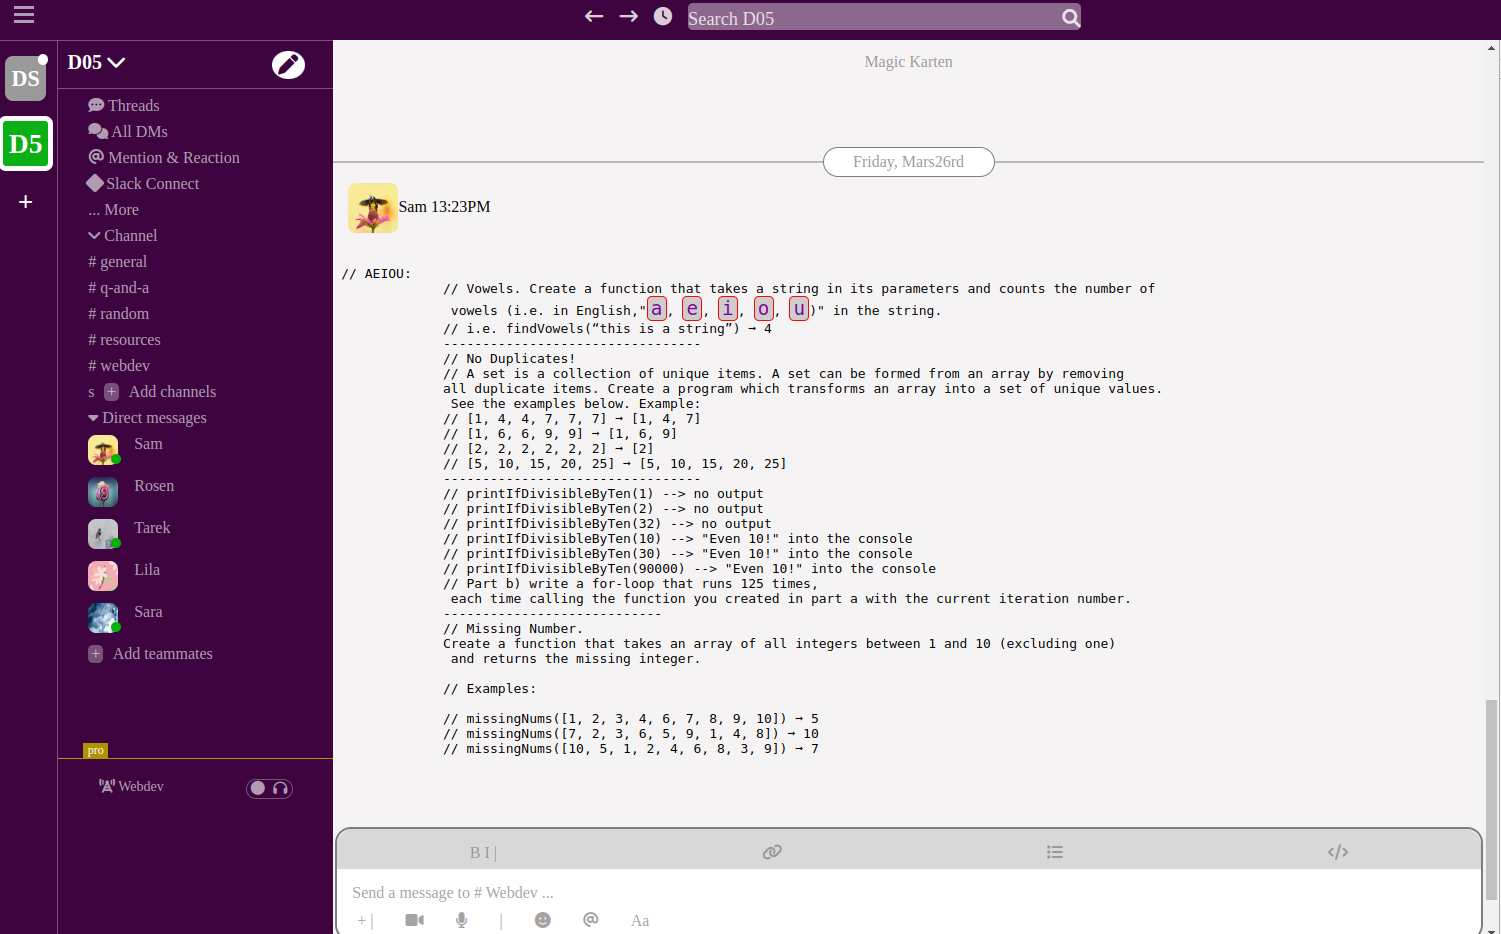 Search D05
DS
D5
+
D05
Threads
All DMs
Mention & Reaction
Slack Connect
... More
Channel
# general
# q-and-a
# random
# resources
# webdev
s + Add channels
Direct messages
Sam
Rosen
Tarek
Lila
Sara
+ Add teammates
pro
Webdev
Magic Karten
Friday, Mars26rd
Sam 13:23PM
// AEIOU:
// Vowels. Create a function that takes a string in its parameters and counts the number of
vowels (i.e. in English,"a, e, i, o, u)" in the string.
// i.e. findVowels(“this is a string”) → 4
---------------------------------
// No Duplicates!
// A set is a collection of unique items. A set can be formed from an array by removing
all duplicate items. Create a program which transforms an array into a set of unique values.
See the examples below. Example:
// [1, 4, 4, 7, 7, 7] → [1, 4, 7]
// [1, 6, 6, 9, 9] → [1, 6, 9]
// [2, 2, 2, 2, 2, 2] → [2]
// [5, 10, 15, 20, 25] → [5, 10, 15, 20, 25]
---------------------------------
// printIfDivisibleByTen(1) --> no output
// printIfDivisibleByTen(2) --> no output
// printIfDivisibleByTen(32) --> no output
// printIfDivisibleByTen(10) --> "Even 10!" into the console
// printIfDivisibleByTen(30) --> "Even 10!" into the console
// printIfDivisibleByTen(90000) --> "Even 10!" into the console
// Part b) write a for-loop that runs 125 times,
each time calling the function you created in part a with the current iteration number.
----------------------------
// Missing Number.
Create a function that takes an array of all integers between 1 and 10 (excluding one)
and returns the missing integer.
// Examples:
// missingNums([1, 2, 3, 4, 6, 7, 8, 9, 10]) → 5
// missingNums([7, 2, 3, 6, 5, 9, 1, 4, 8]) → 10
// missingNums([10, 5, 1, 2, 4, 6, 8, 3, 9]) → 7
B I |
Send a message to # Webdev ...
+ | | Aa